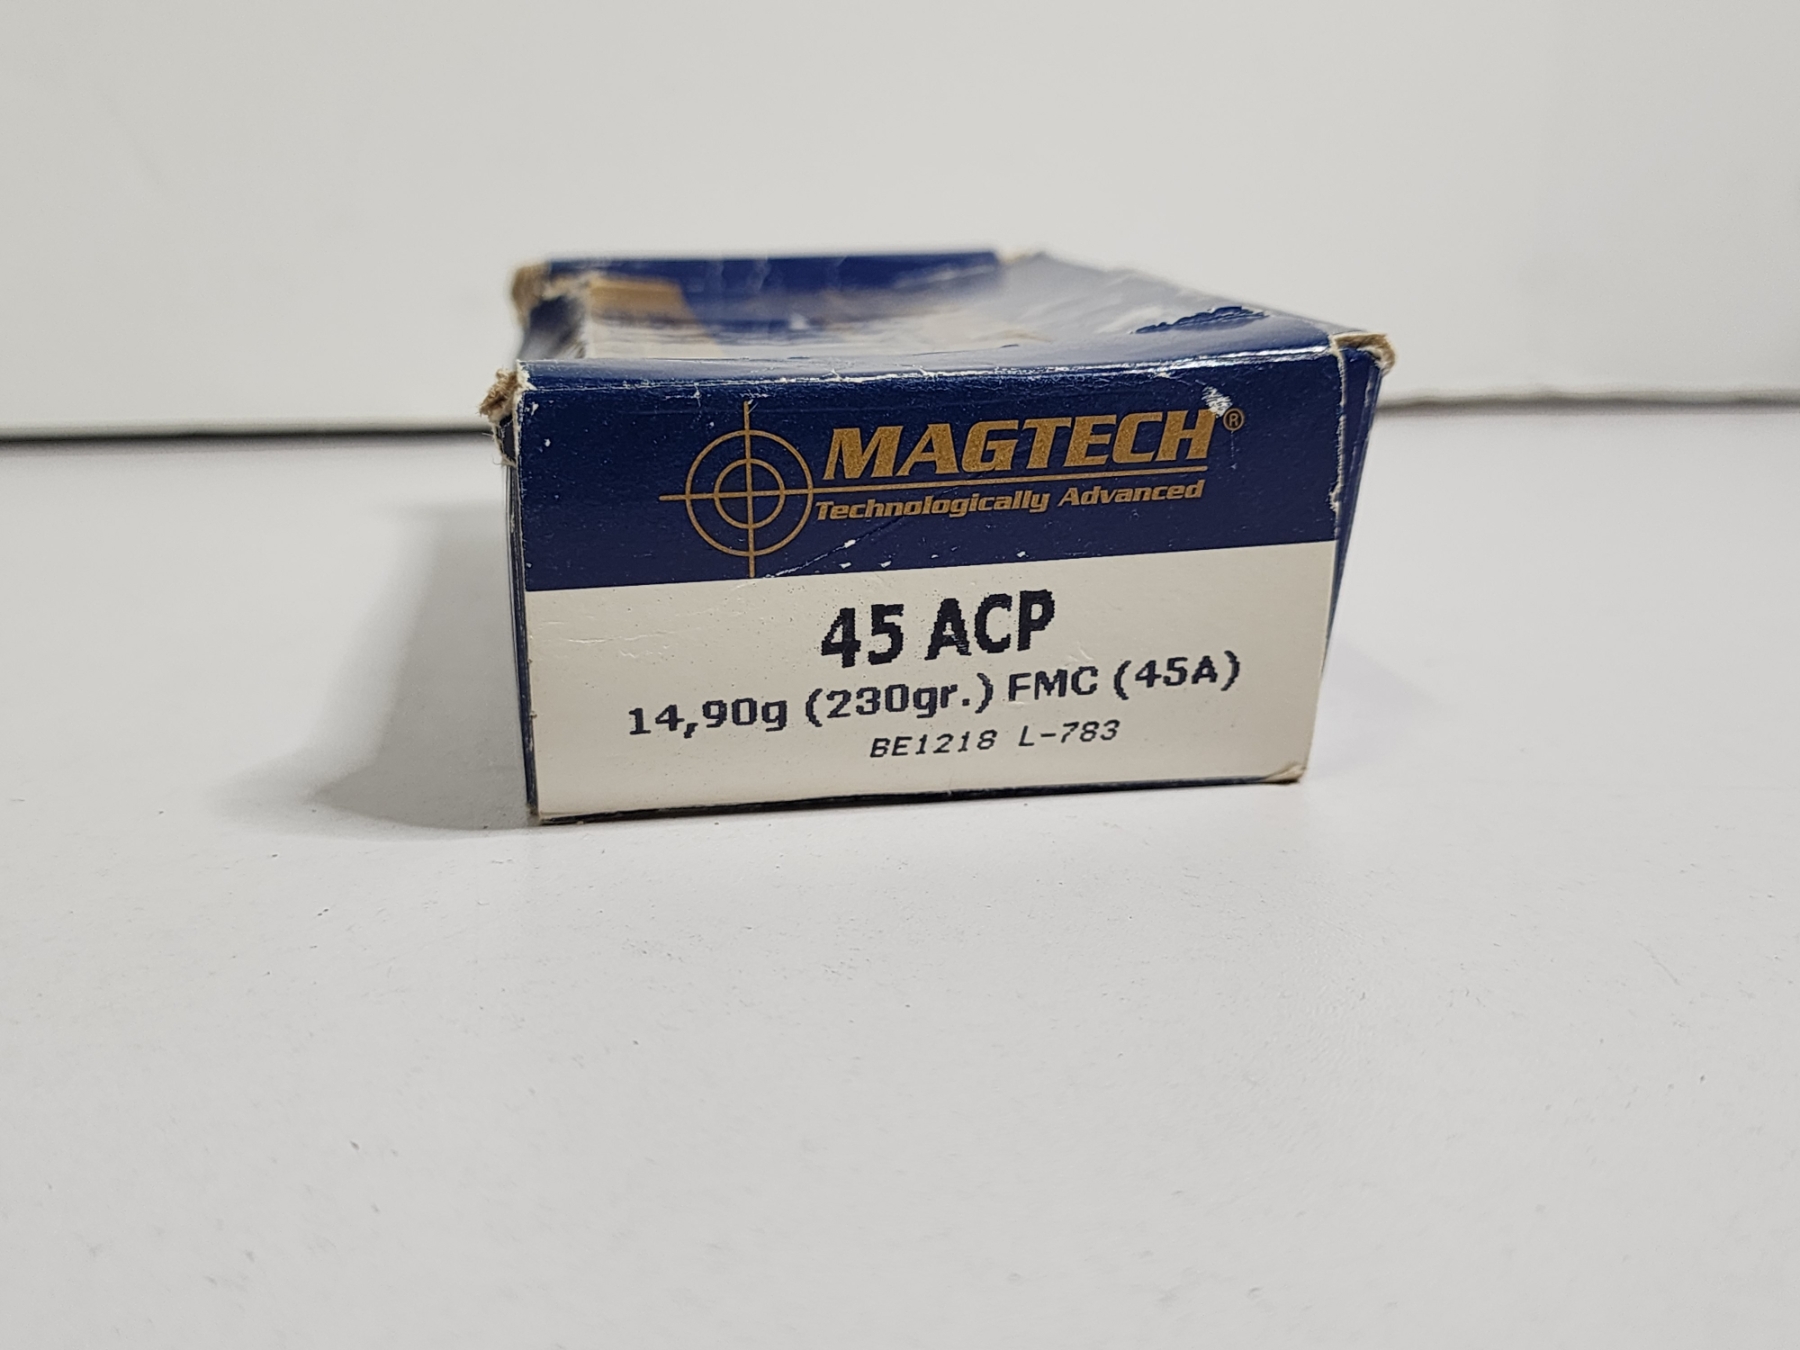 MAGTECH®
Technologically Advanced
45 ACP
14,90g (230gr.) FMC (45A)
BE1218 L-783